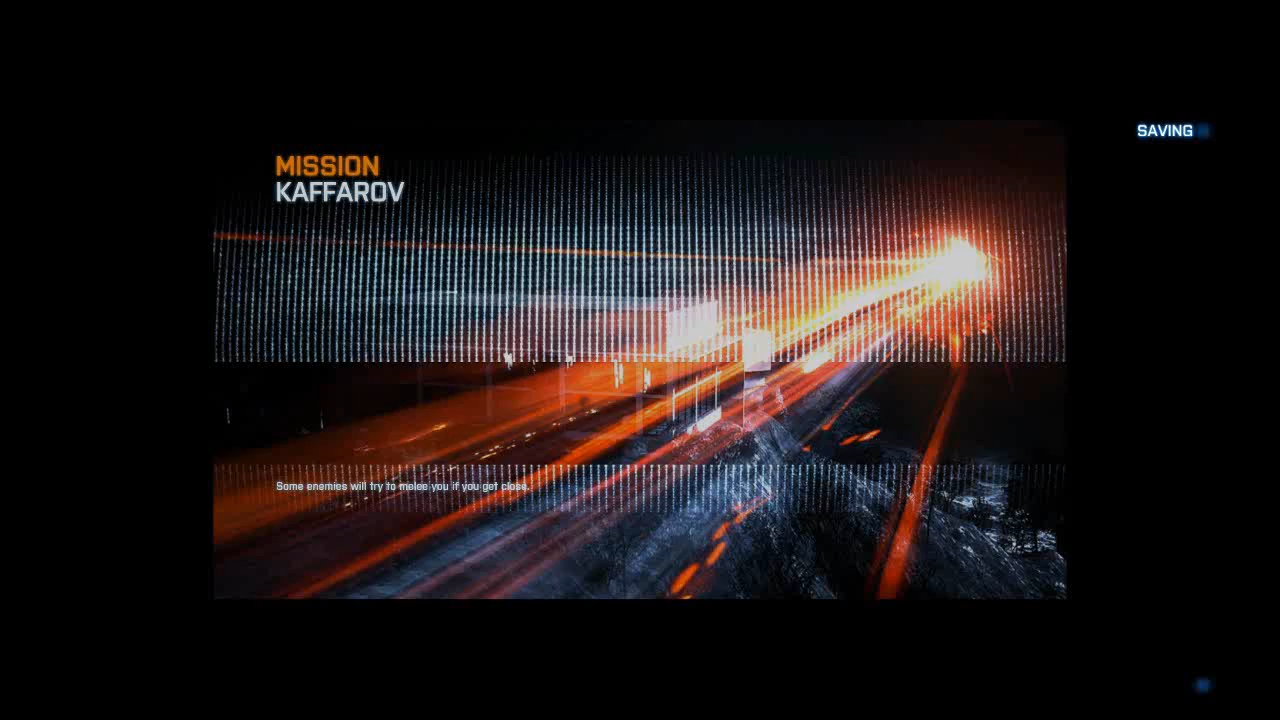 MISSION
KAFFAROV
SAVING
Some enemies will try to melee you if you get close.